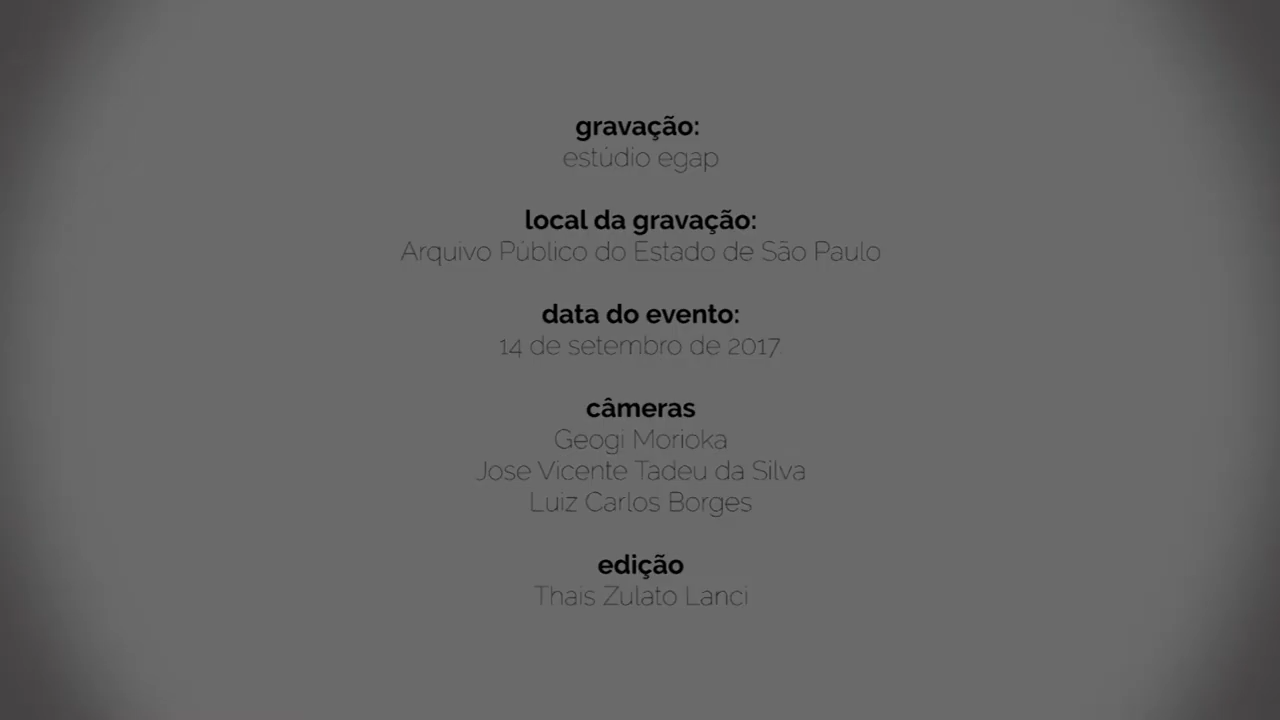 gravação:
estúdio egap
local da gravação:
Arquivo Público do Estado de São Paulo
data do evento:
14 de setembro de 2017
câmeras
Geogi Morioka
Jose Vicente Tadeu da Silva
Luiz Carlos Borges
edição
Thais Zulato Lanci